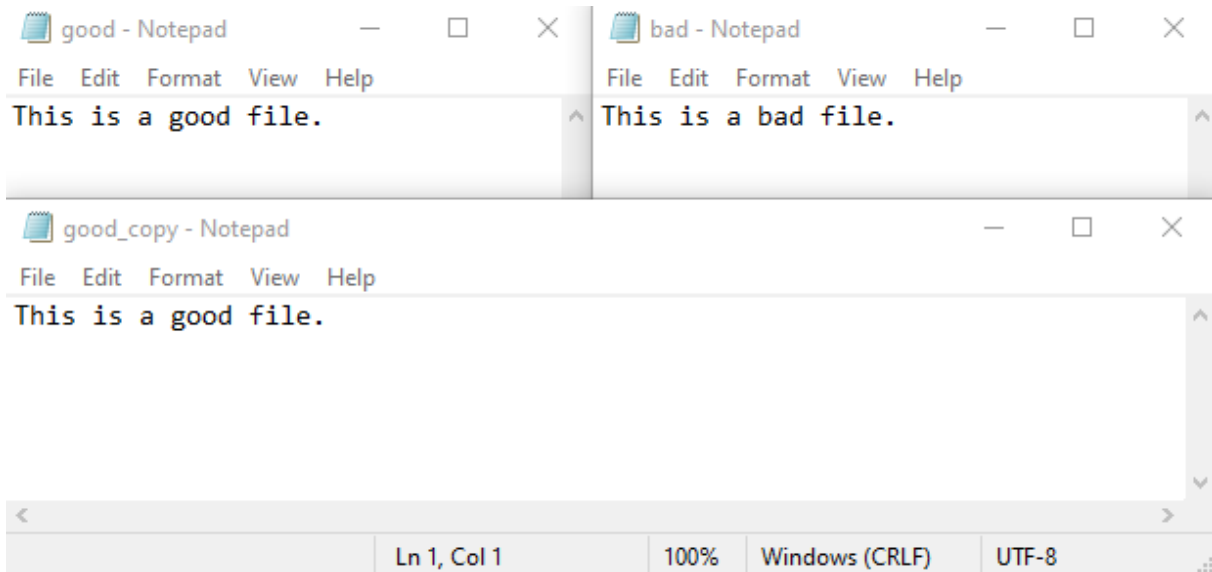 good - Notepad
File Edit Format View Help
This is a good file.
bad - Notepad
File Edit Format View Help
This is a bad file.
good_copy - Notepad
File Edit Format View Help
This is a good file.
Ln 1, Col 1 100% Windows (CRLF) UTF-8